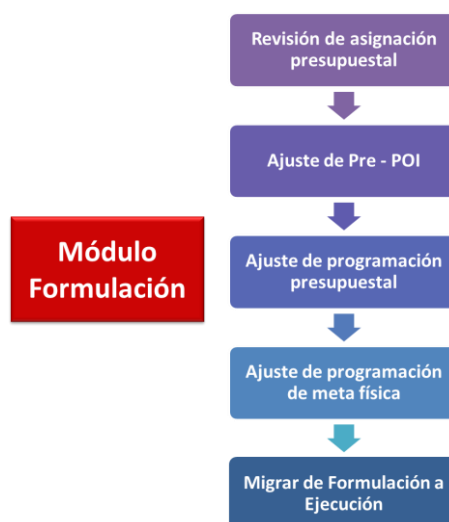 Revisión de asignación
presupuestal
Ajuste de Pre - POI
Módulo
Formulación
Ajuste de programación
presupuestal
Ajuste de programación
de meta física
Migrar de Formulación a
Ejecución